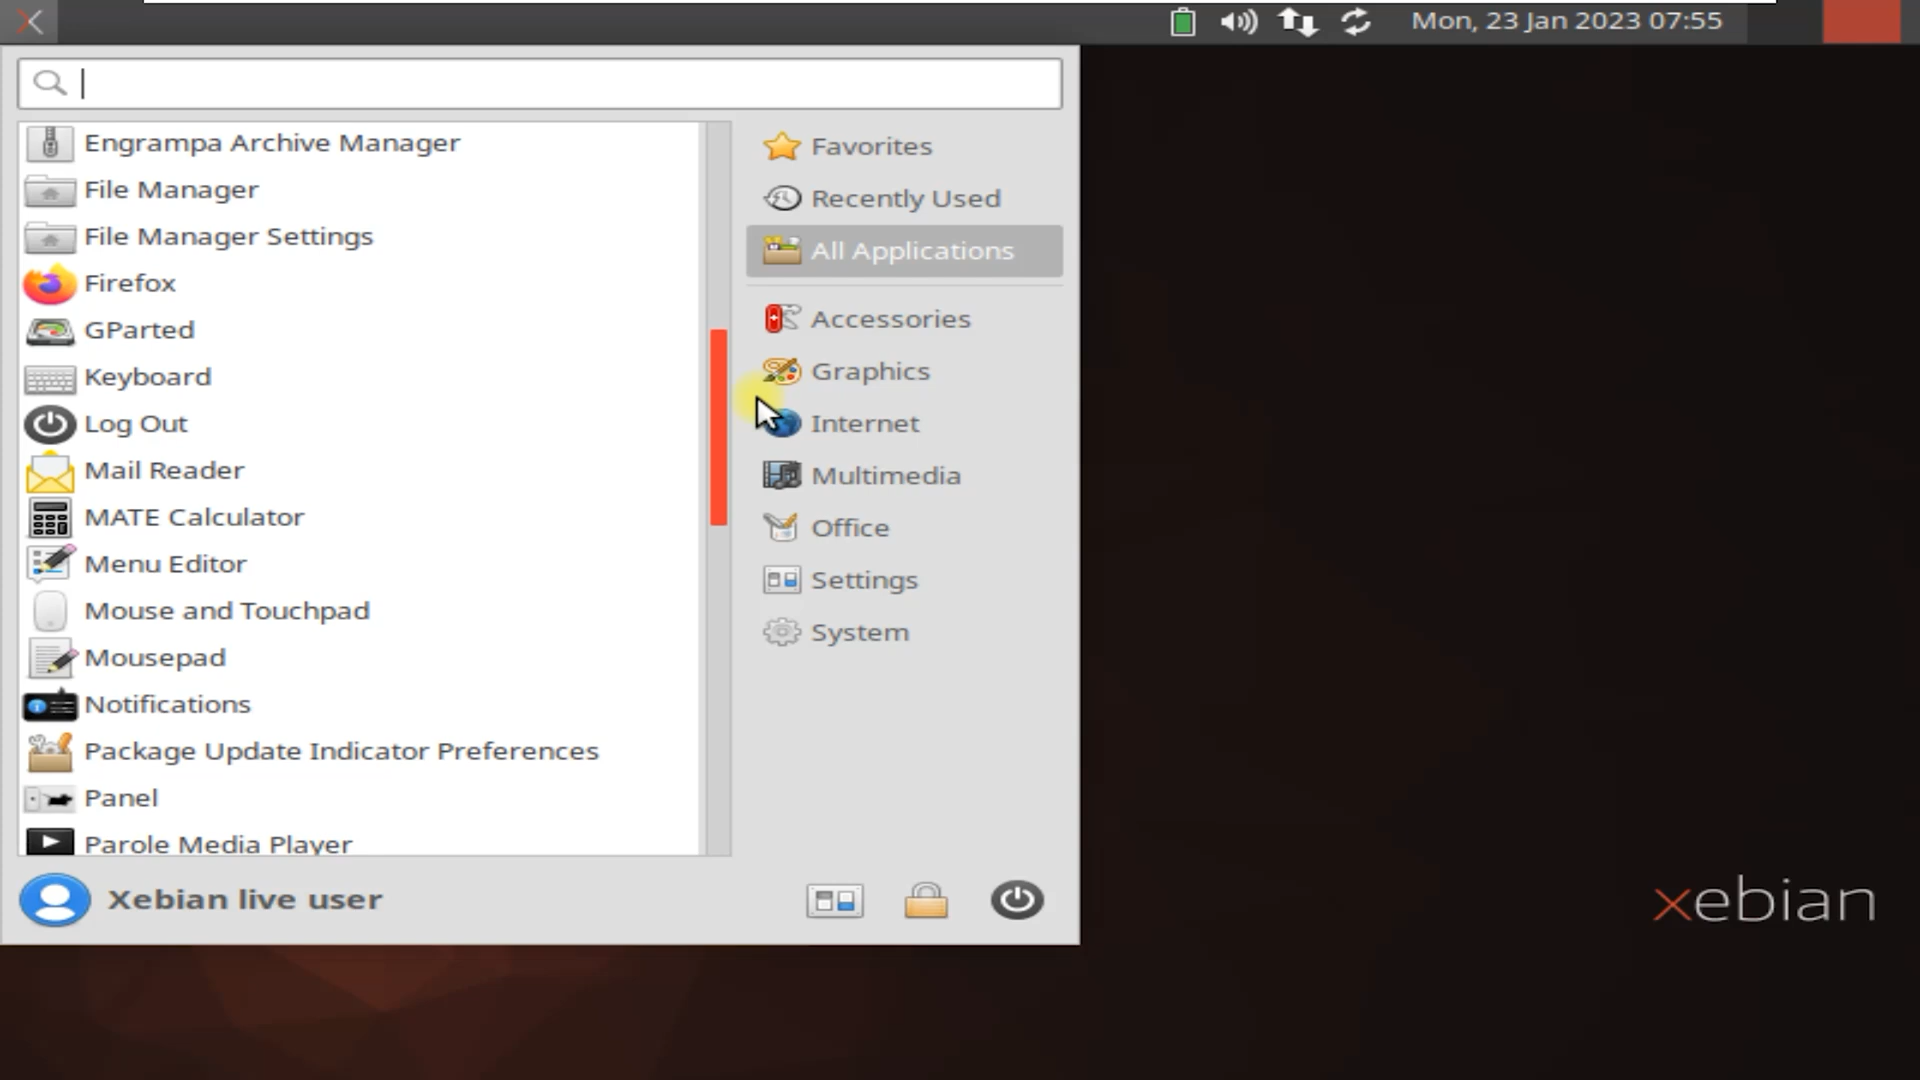 Mon, 23 Jan 2023 07:55
Engrampa Archive Manager
File Manager
File Manager Settings
Firefox
GParted
Keyboard
Log Out
Mail Reader
MATE Calculator
Menu Editor
Mouse and Touchpad
Mousepad
Notifications
Package Update Indicator Preferences
Panel
Parole Media Player
Favorites
Recently Used
All Applications
Accessories
Graphics
Internet
Multimedia
Office
Settings
System
Xebian live user
xebian